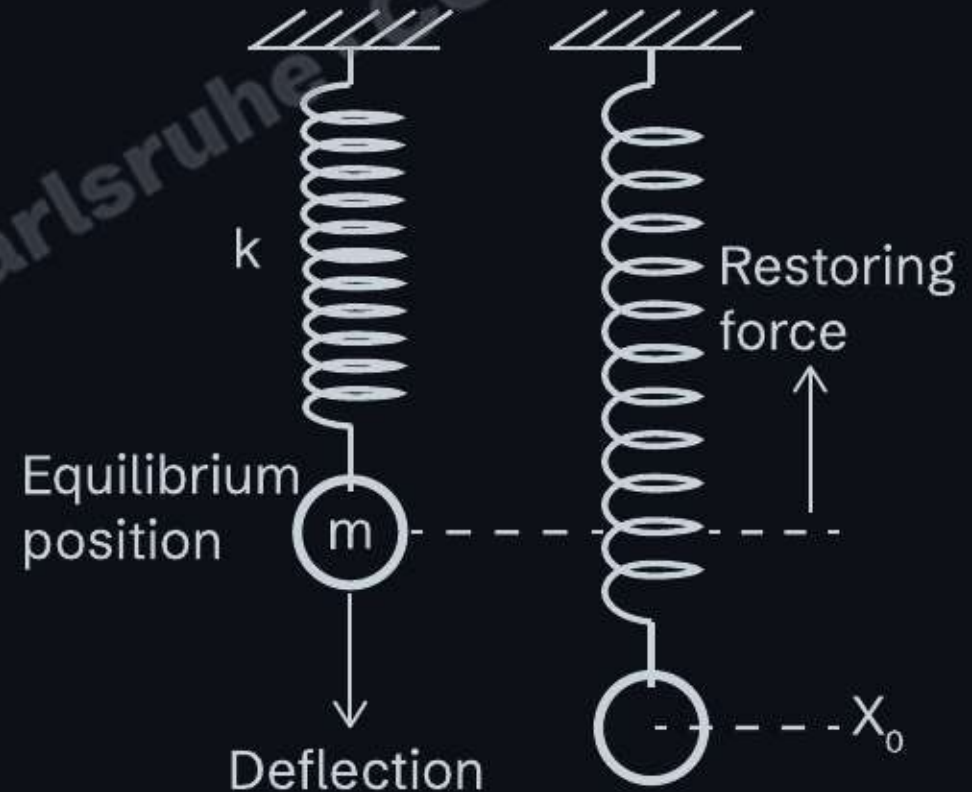 k
Restoring
force
Equilibrium
position
m
X₀
Deflection